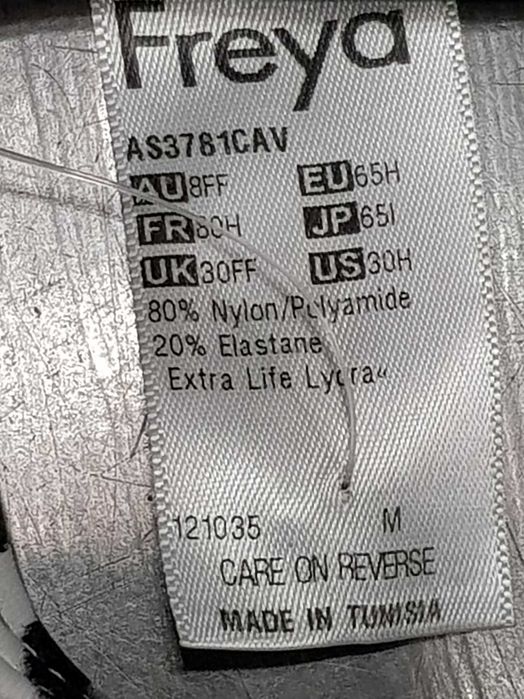 Freya
AS3781CAV
AU 8FF EU 65H
FR 80H JP 65I
UK 30FF US 30H
80% Nylon/Polyamide
20% Elastane
Extra Life Lycra
121035 M
CARE ON REVERSE
MADE IN TUNISIA